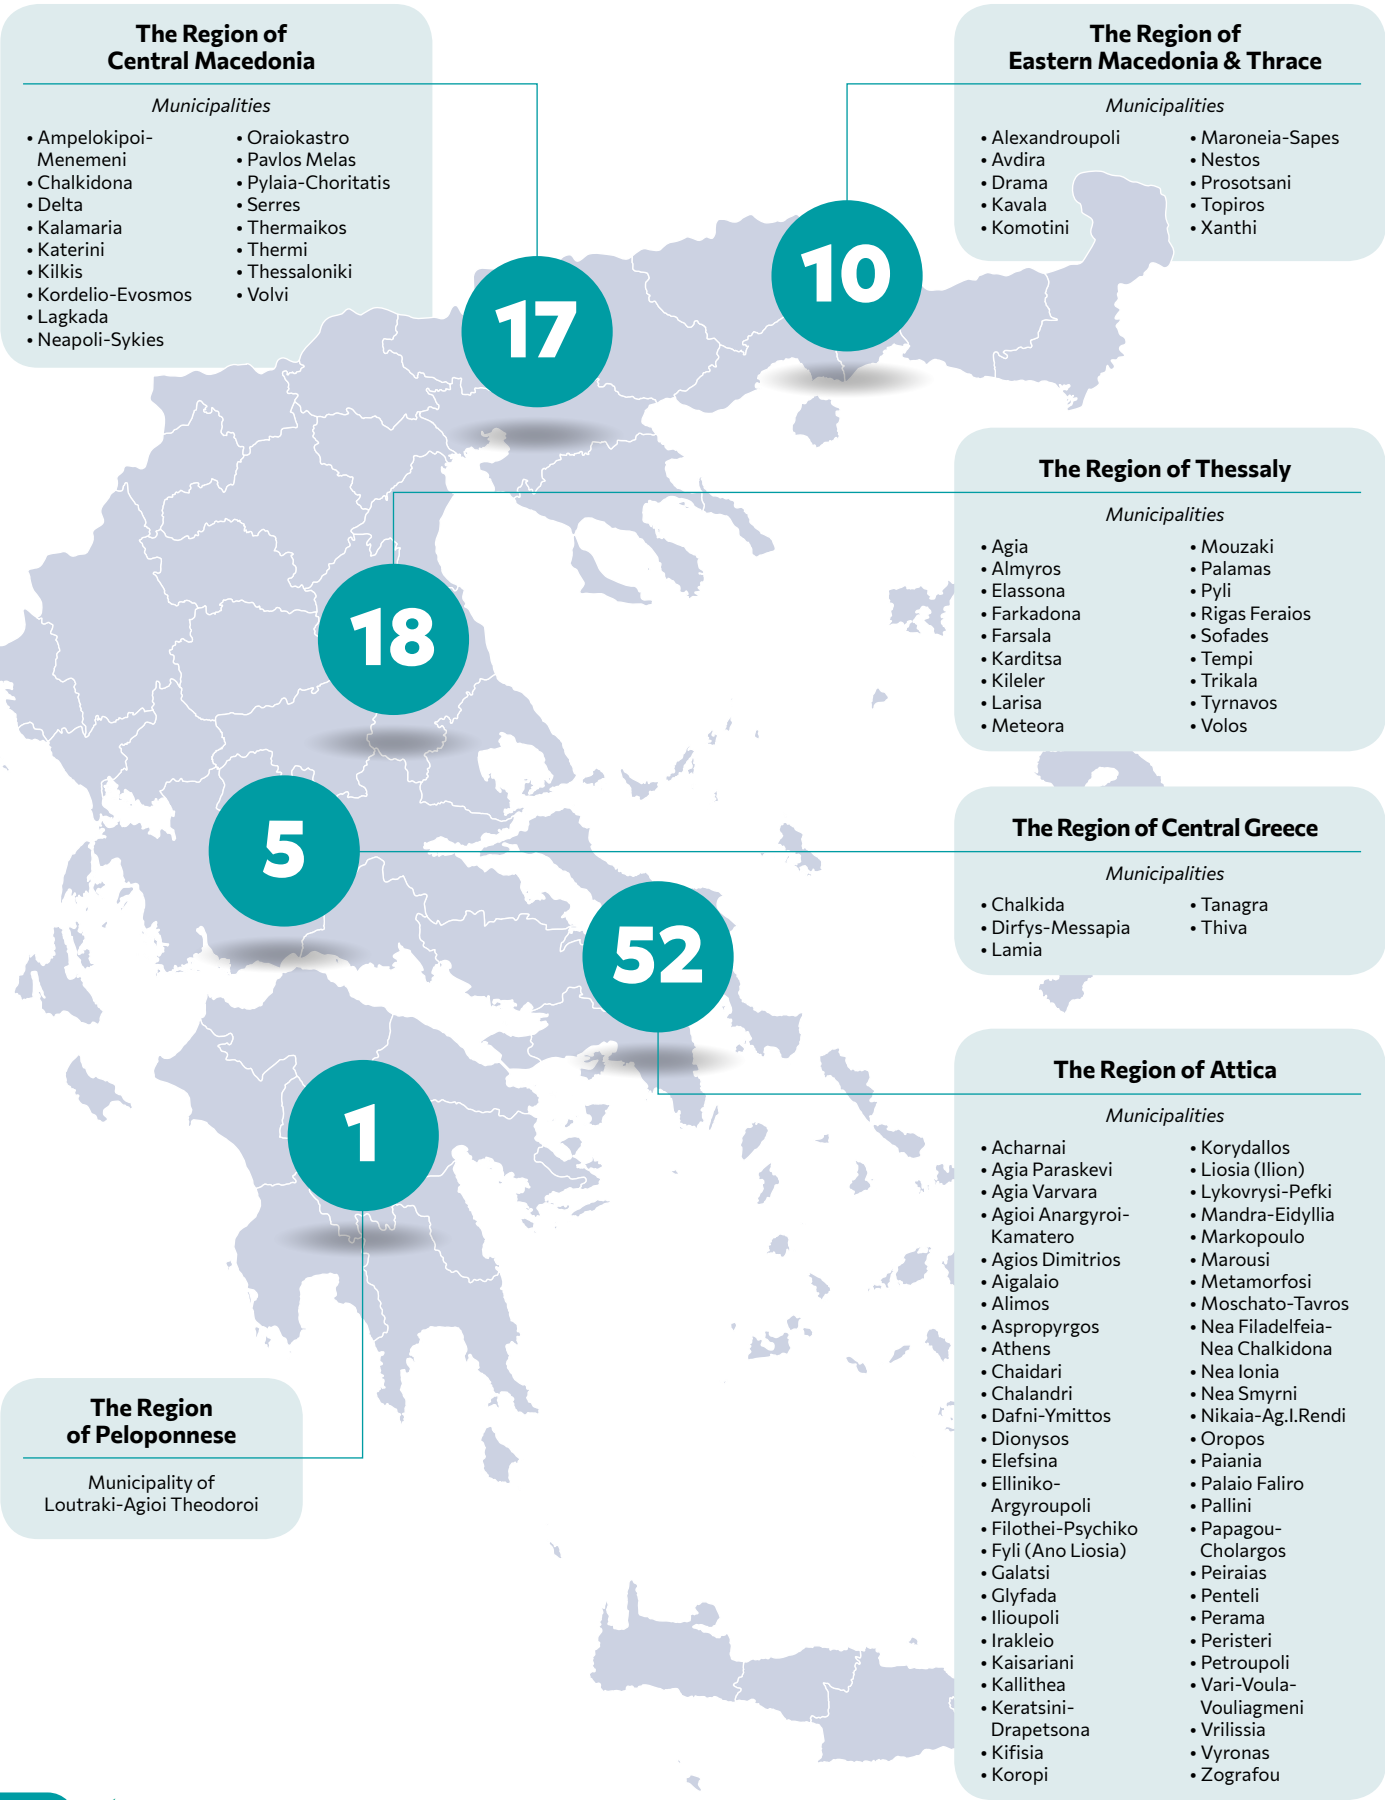 The Region of
Central Macedonia
Municipalities
• Ampelokipoi-
Menemeni
• Chalkidona
• Delta
• Kalamaria
• Katerini
• Kilkis
• Kordelio-Evosmos
• Lagkada
• Neapoli-Sykies
• Oraiokastro
• Pavlos Melas
• Pylaia-Choritatis
• Serres
• Thermaikos
• Thermi
• Thessaloniki
• Volvi
17
The Region of
Eastern Macedonia & Thrace
Municipalities
• Alexandroupoli
• Avdira
• Drama
• Kavala
• Komotini
• Maroneia-Sapes
• Nestos
• Prosotsani
• Topiros
• Xanthi
10
The Region of Thessaly
Municipalities
• Agia
• Almyros
• Elassona
• Farkadona
• Farsala
• Karditsa
• Kileler
• Larisa
• Meteora
• Mouzaki
• Palamas
• Pyli
• Rigas Feraios
• Sofades
• Tempi
• Trikala
• Tyrnavos
• Volos
18
The Region of Central Greece
Municipalities
• Chalkida
• Dirfys-Messapia
• Lamia
• Tanagra
• Thiva
5
52
The Region of Attica
Municipalities
• Acharnai
• Agia Paraskevi
• Agia Varvara
• Agioi Anargyroi-
Kamatero
• Agios Dimitrios
• Aigalaio
• Alimos
• Aspropyrgos
• Athens
• Chaidari
• Chalandri
• Dafni-Ymittos
• Dionysos
• Elefsina
• Elliniko-
Argyroupoli
• Filothei-Psychiko
• Fyli (Ano Liosia)
• Galatsi
• Glyfada
• Ilioupoli
• Irakleio
• Kaisariani
• Kallithea
• Keratsini-
Drapetsona
• Kifisia
• Koropi
• Korydallos
• Liosia (Ilion)
• Lykovrysi-Pefki
• Mandra-Eidyllia
• Markopoulo
• Marousi
• Metamorfosi
• Moschato-Tavros
• Nea Filadelfeia-
Nea Chalkidona
• Nea Ionia
• Nea Smyrni
• Nikaia-Ag.I.Rendi
• Oropos
• Paiania
• Palaio Faliro
• Pallini
• Papagou-
Cholargos
• Peiraias
• Penteli
• Perama
• Peristeri
• Petroupoli
• Vari-Voula-
Vouliagmeni
• Vrilissia
• Vyronas
• Zografou
1
The Region
of Peloponnese
Municipality of
Loutraki-Agioi Theodoroi